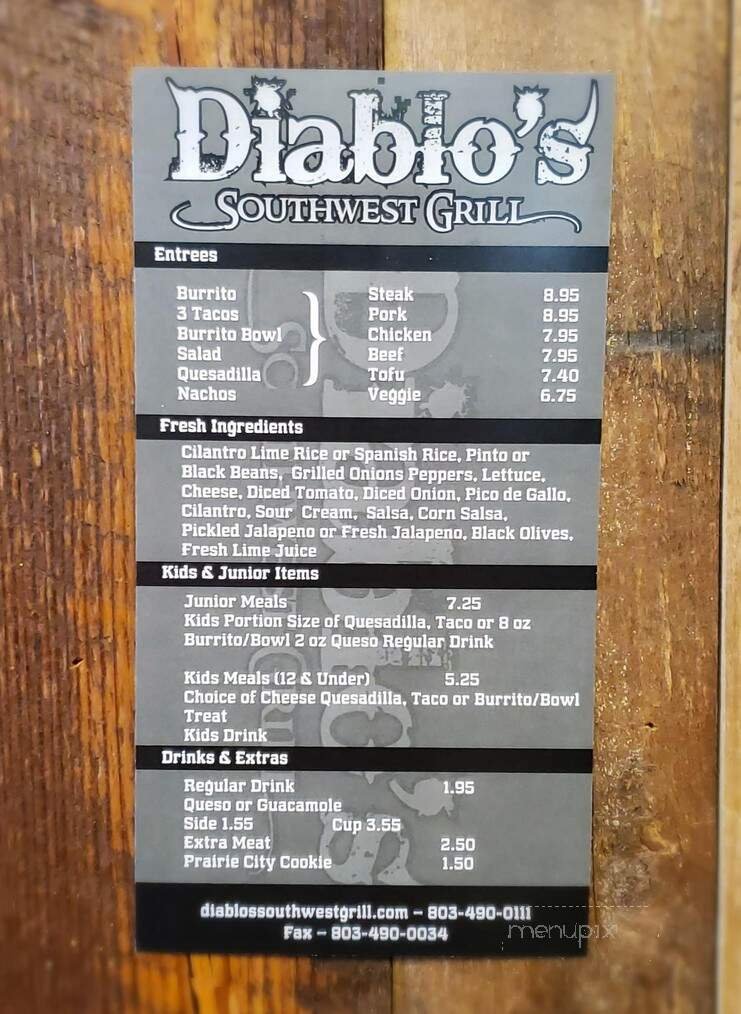 Diablo's
SOUTHWEST GRILL
Entrees
Burrito Steak 8.95
3 Tacos Pork 8.95
Burrito Bowl Chicken 7.95
Salad Beef 7.95
Quesadilla Tofu 7.40
Nachos Veggie 6.75
Fresh Ingredients
Cilantro Lime Rice or Spanish Rice, Pinto or
Black Beans, Grilled Onions Peppers, Lettuce,
Cheese, Diced Tomato, Diced Onion, Pico de Gallo,
Cilantro, Sour Cream, Salsa, Corn Salsa,
Pickled Jalapeno or Fresh Jalapeno, Black Olives,
Fresh Lime Juice
Kids & Junior Items
Junior Meals 7.25
Kids Portion Size of Quesadilla, Taco or 8 oz
Burrito/Bowl 2 oz Queso Regular Drink
Kids Meals (12 & Under) 5.25
Choice of Cheese Quesadilla, Taco or Burrito/Bowl
Treat
Kids Drink
Drinks & Extras
Regular Drink 1.95
Queso or Guacamole
Side 1.55 Cup 3.55
Extra Meat 2.50
Prairie City Cookie 1.50
diablossouthwestgrill.com – 803-490-0111
Fax – 803-490-0034
menupix